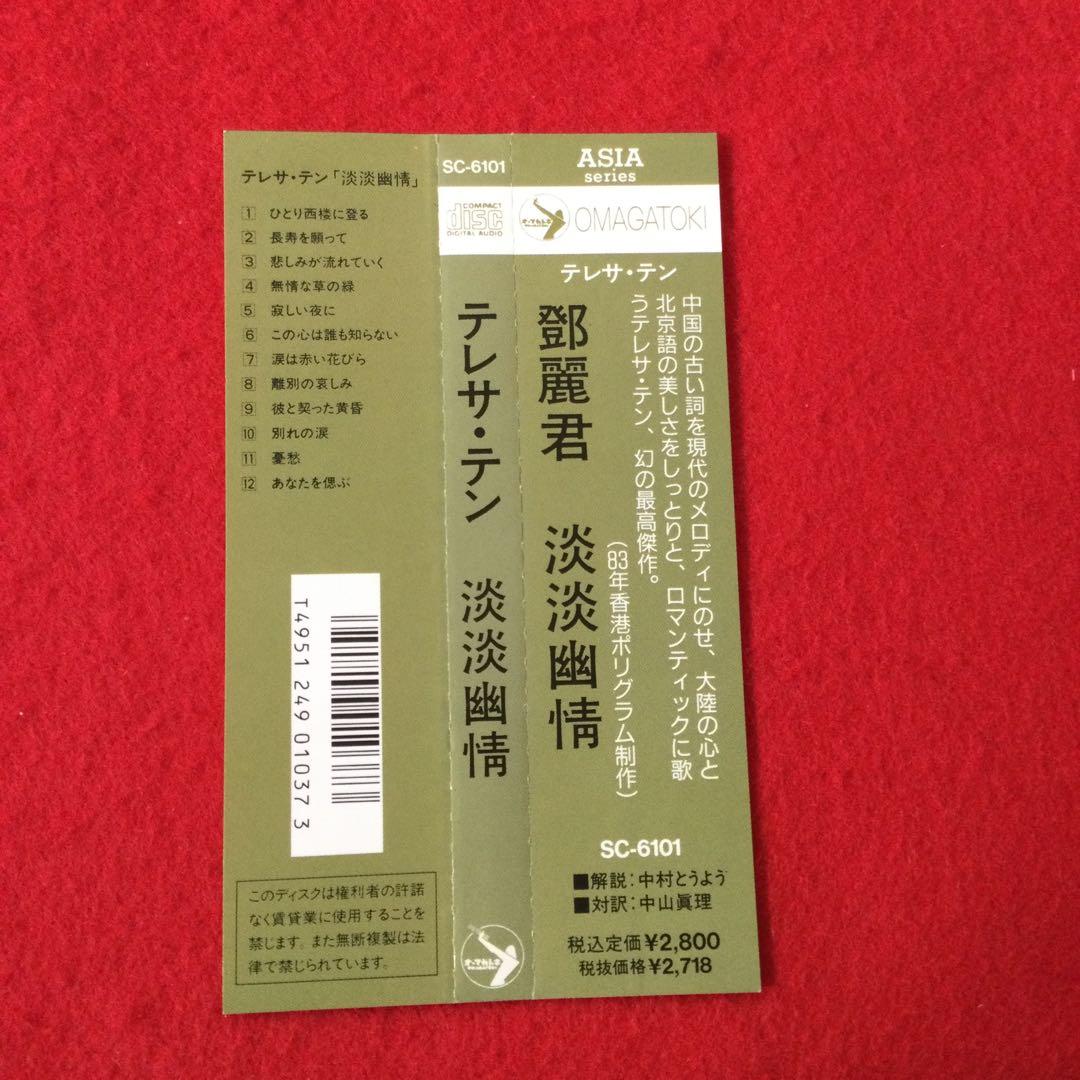 テレサ・テン「淡淡幽情」
1 ひとり西楼に登る
2 長寿を願って
3 悲しみが流れていく
4 無情な草の緑
5 寂しい夜に
6 この心は誰も知らない
7 涙は赤い花びら
8 離別の哀しみ
9 彼と契った黄昏
10 別れの涙
11 憂愁
12 あなたを偲ぶ
T4951 249 01037 3
このディスクは権利者の許諾
なく賃貸業に使用することを
禁じます。また無断複製は法
律で禁じられています。
SC-6101
COMPACT
disc
DIGITAL AUDIO
テレサ・テン 淡淡幽情
ASIA
series
OMAGATOKI
テレサ・テン
中国の古い詞を現代のメロディにのせ、大陸の心と
北京語の美しさをしっとりと、ロマンティックに歌
うテレサ・テン、幻の最高傑作。
(83年香港ポリグラム制作)
鄧麗君 淡淡幽情
SC-6101
■解説:中村とうよう
■対訳:中山眞理
税込定価¥2,800
税抜価格¥2,718